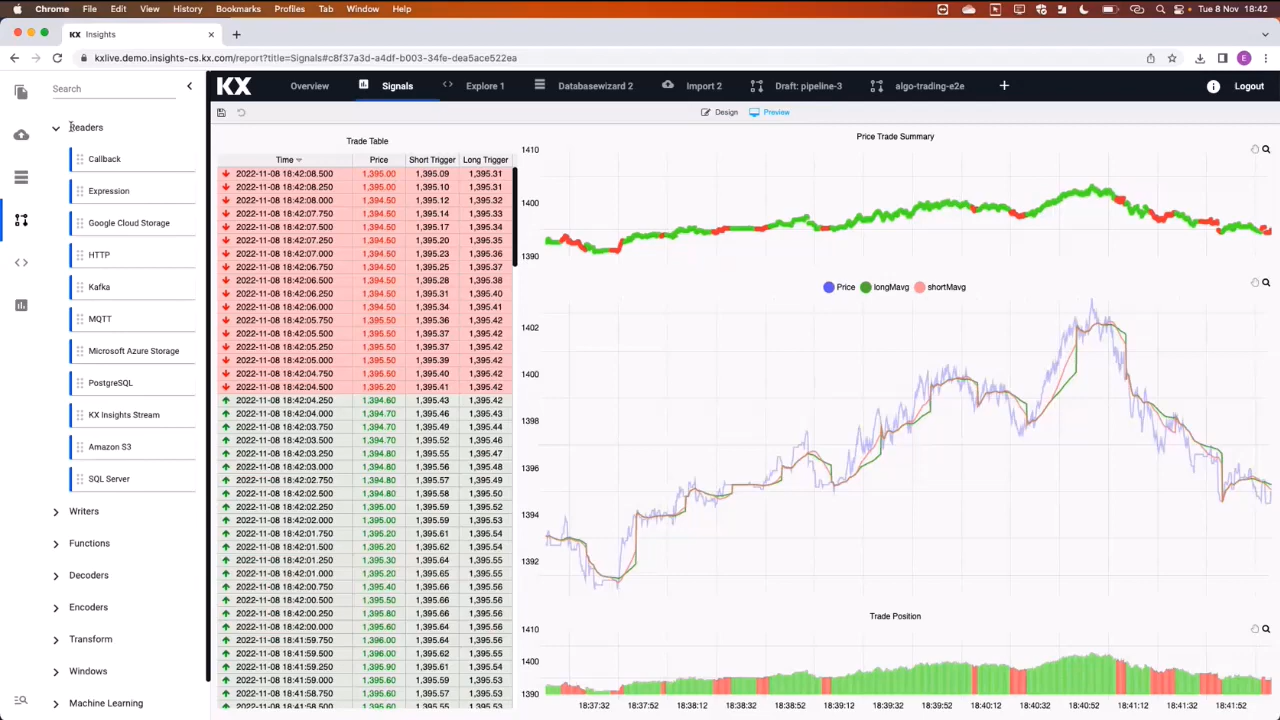 Chrome File Edit View History Bookmarks Profiles Tab Window Help Tue 8 Nov 18:42
KX Insights
kxlive.demo.insights-cs.kx.com/report?title=Signals#c8f37a3d-a4df-b003-34fe-dea5ace522ea E
Search
KX Overview Signals Explore 1 Databasewizard 2 Import 2 Draft: pipeline-3 algo-trading-e2e Logout
Design Preview
Readers
Callback
Expression
Google Cloud Storage
HTTP
Kafka
MQTT
Microsoft Azure Storage
PostgreSQL
KX Insights Stream
Amazon S3
SQL Server
Writers
Functions
Decoders
Encoders
Transform
Windows
Machine Learning
Trade Table
Time Price Short Trigger Long Trigger
2022-11-08 18:42:08.500 1,395.00 1,395.09 1,395.31
2022-11-08 18:42:08.250 1,395.00 1,395.10 1,395.31
2022-11-08 18:42:08.000 1,394.50 1,395.12 1,395.32
2022-11-08 18:42:07.750 1,394.50 1,395.14 1,395.33
2022-11-08 18:42:07.500 1,394.50 1,395.17 1,395.34
2022-11-08 18:42:07.250 1,394.50 1,395.20 1,395.35
2022-11-08 18:42:07.000 1,394.50 1,395.23 1,395.36
2022-11-08 18:42:06.750 1,394.50 1,395.25 1,395.37
2022-11-08 18:42:06.500 1,394.50 1,395.28 1,395.38
2022-11-08 18:42:06.250 1,394.50 1,395.31 1,395.40
2022-11-08 18:42:06.000 1,394.50 1,395.34 1,395.41
2022-11-08 18:42:05.750 1,395.50 1,395.36 1,395.42
2022-11-08 18:42:05.500 1,395.50 1,395.37 1,395.42
2022-11-08 18:42:05.250 1,395.50 1,395.37 1,395.42
2022-11-08 18:42:05.000 1,395.50 1,395.39 1,395.42
2022-11-08 18:42:04.750 1,395.50 1,395.40 1,395.42
2022-11-08 18:42:04.500 1,395.20 1,395.41 1,395.42
2022-11-08 18:42:04.250 1,394.60 1,395.43 1,395.42
2022-11-08 18:42:04.000 1,394.70 1,395.46 1,395.43
2022-11-08 18:42:03.750 1,394.70 1,395.49 1,395.44
2022-11-08 18:42:03.500 1,394.70 1,395.52 1,395.46
2022-11-08 18:42:03.250 1,394.80 1,395.55 1,395.47
2022-11-08 18:42:03.000 1,394.80 1,395.56 1,395.48
2022-11-08 18:42:02.750 1,394.80 1,395.57 1,395.49
2022-11-08 18:42:02.500 1,394.80 1,395.58 1,395.50
2022-11-08 18:42:02.250 1,395.00 1,395.59 1,395.52
2022-11-08 18:42:02.000 1,395.00 1,395.59 1,395.53
2022-11-08 18:42:01.750 1,395.20 1,395.61 1,395.54
2022-11-08 18:42:01.500 1,395.20 1,395.62 1,395.54
2022-11-08 18:42:01.250 1,395.30 1,395.64 1,395.55
2022-11-08 18:42:01.000 1,395.20 1,395.65 1,395.55
2022-11-08 18:42:00.750 1,395.40 1,395.66 1,395.56
2022-11-08 18:42:00.500 1,395.50 1,395.66 1,395.56
2022-11-08 18:42:00.250 1,395.80 1,395.66 1,395.56
2022-11-08 18:42:00.000 1,395.60 1,395.64 1,395.56
2022-11-08 18:41:59.750 1,396.00 1,395.64 1,395.56
2022-11-08 18:41:59.500 1,396.00 1,395.62 1,395.55
2022-11-08 18:41:59.250 1,395.90 1,395.61 1,395.54
2022-11-08 18:41:59.000 1,395.60 1,395.59 1,395.53
2022-11-08 18:41:58.750 1,395.60 1,395.57 1,395.53
2022-11-08 18:41:58.500 1,395.60 1,395.55 1,395.52
Price Trade Summary
1410
1400
1390
Price longMavg shortMavg
1402
1400
1398
1396
1394
1392
Trade Position
1410
1400
1390
18:37:32 18:37:52 18:38:12 18:38:32 18:38:52 18:39:12 18:39:32 18:39:52 18:40:12 18:40:32 18:40:52 18:41:12 18:41:32 18:41:52